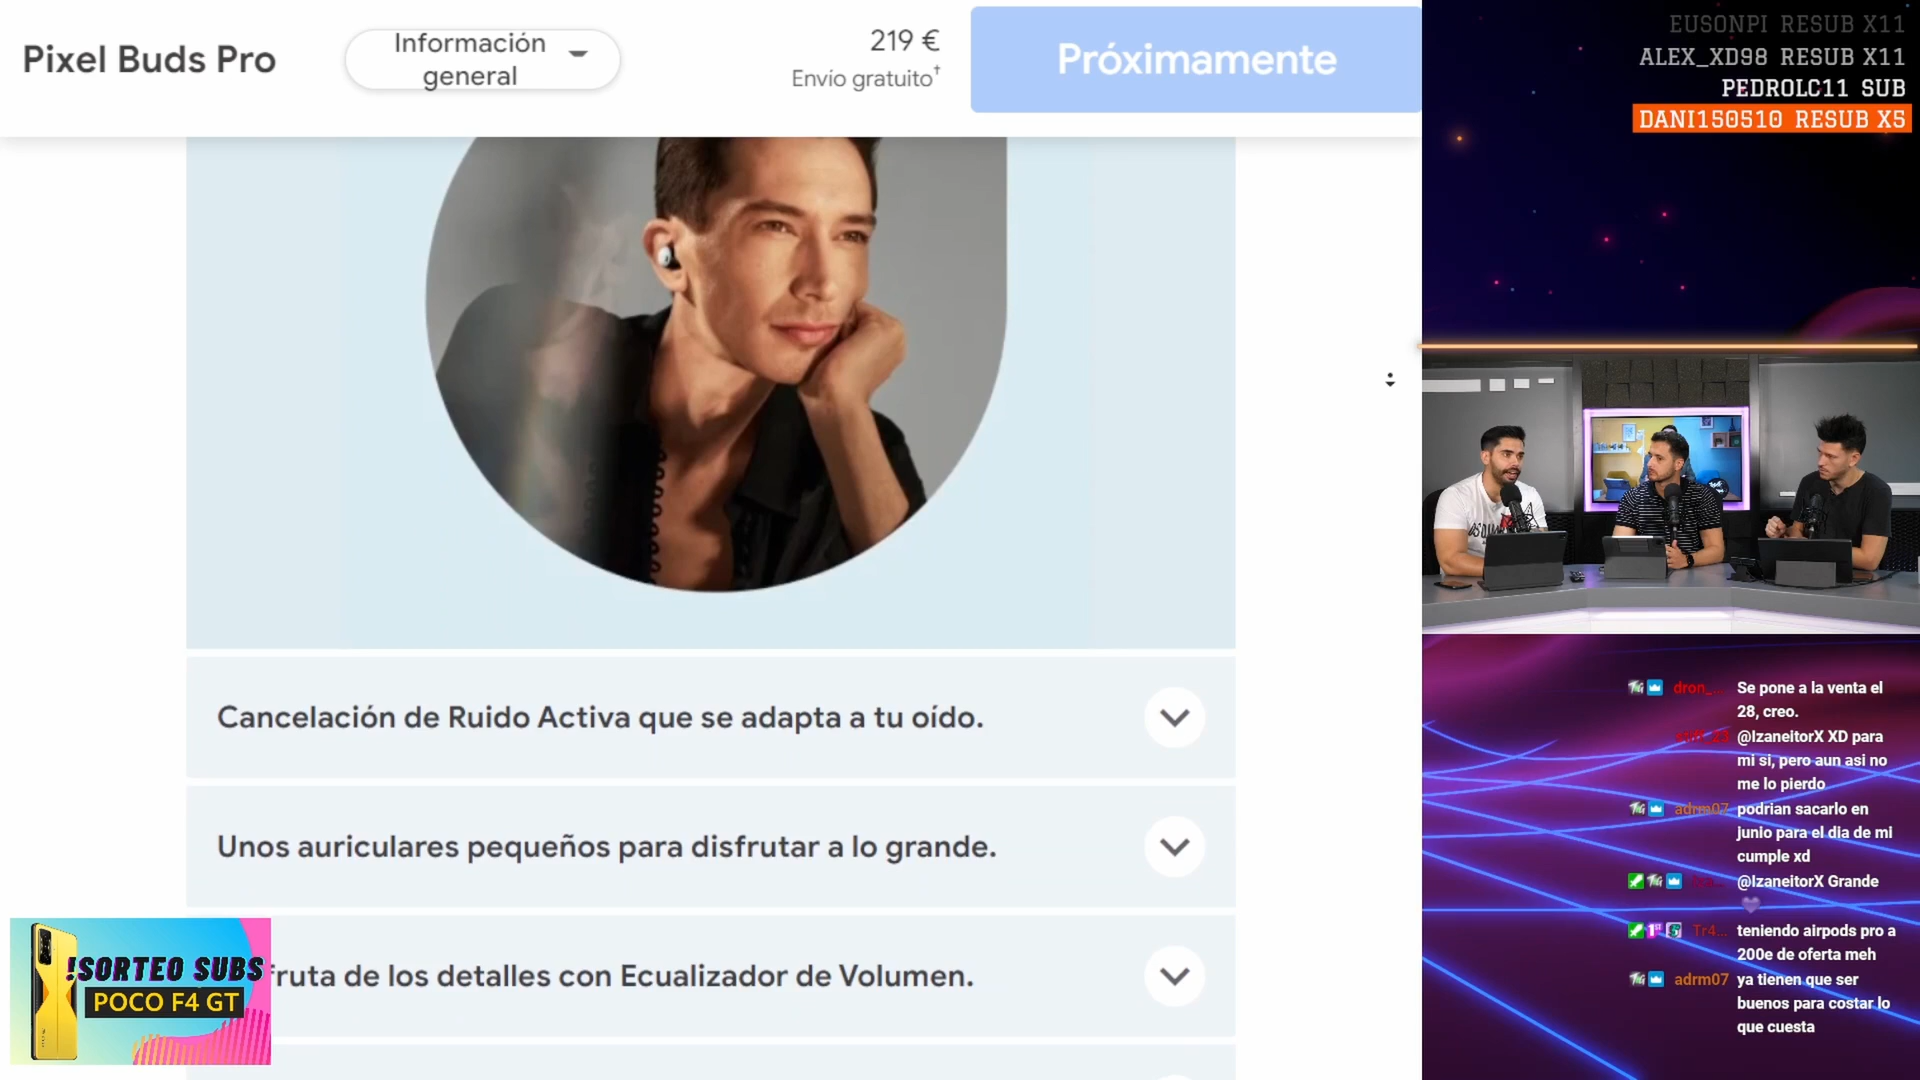 Pixel Buds Pro
Información
general
219 €
Envío gratuito†
Próximamente
EUSONPI RESUB X11
ALEX_XD98 RESUB X11
PEDROLC11 SUB
DANI150510 RESUB X5
Cancelación de Ruido Activa que se adapta a tu oído.
Unos auriculares pequeños para disfrutar a lo grande.
fruta de los detalles con Ecualizador de Volumen.
!SORTEO SUBS
POCO F4 GT
dron_... Se pone a la venta el
28, creo.
@IzaneitorX XD para
mi si, pero aun asi no
me lo pierdo
adrm07 podrian sacarlo en
junio para el dia de mi
cumple xd
@IzaneitorX Grande
Tr4... teniendo airpods pro a
200e de oferta meh
adrm07 ya tienen que ser
buenos para costar lo
que cuesta